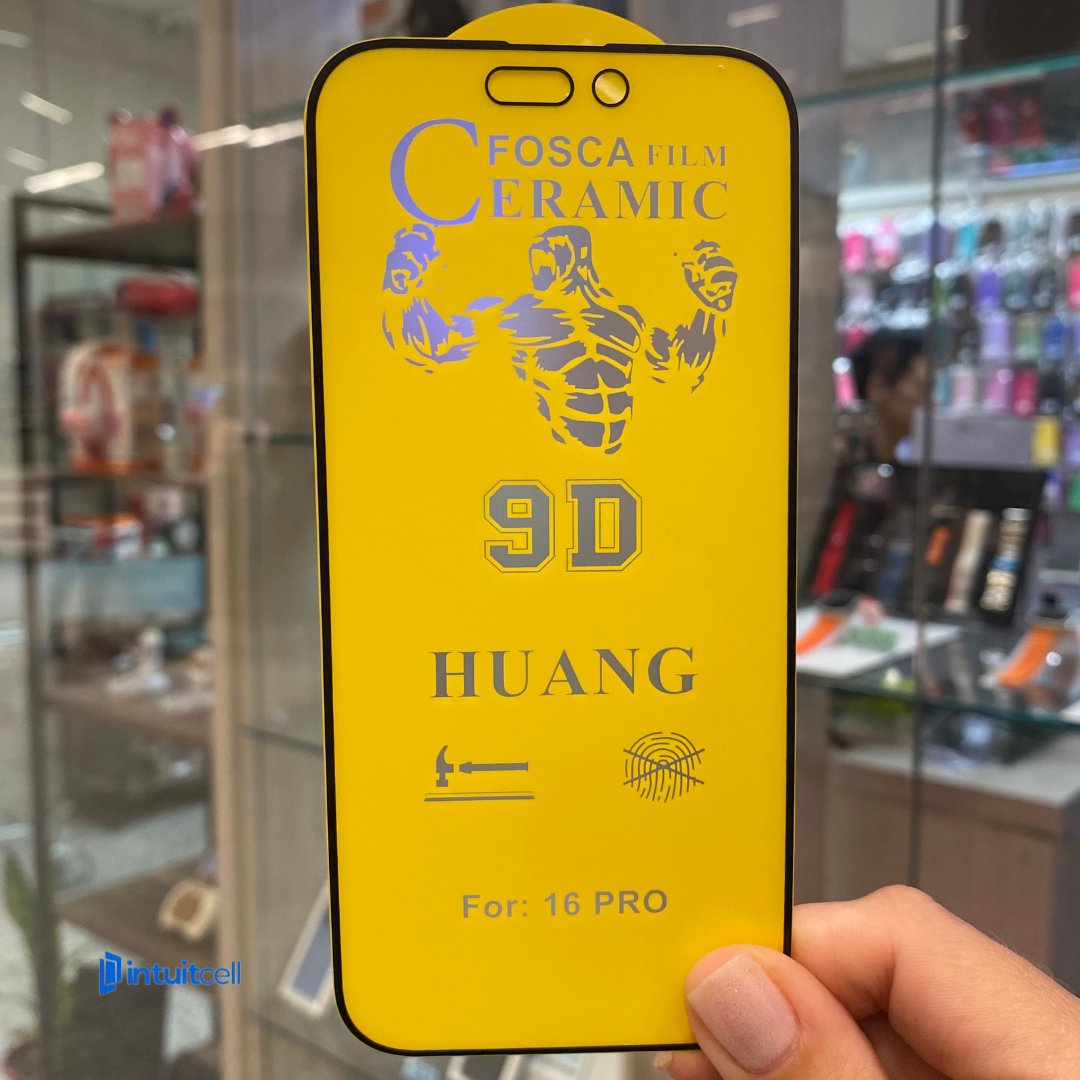 FOSCA FILM
CERAMIC
9D
HUANG
For: 16 PRO
intuitcell